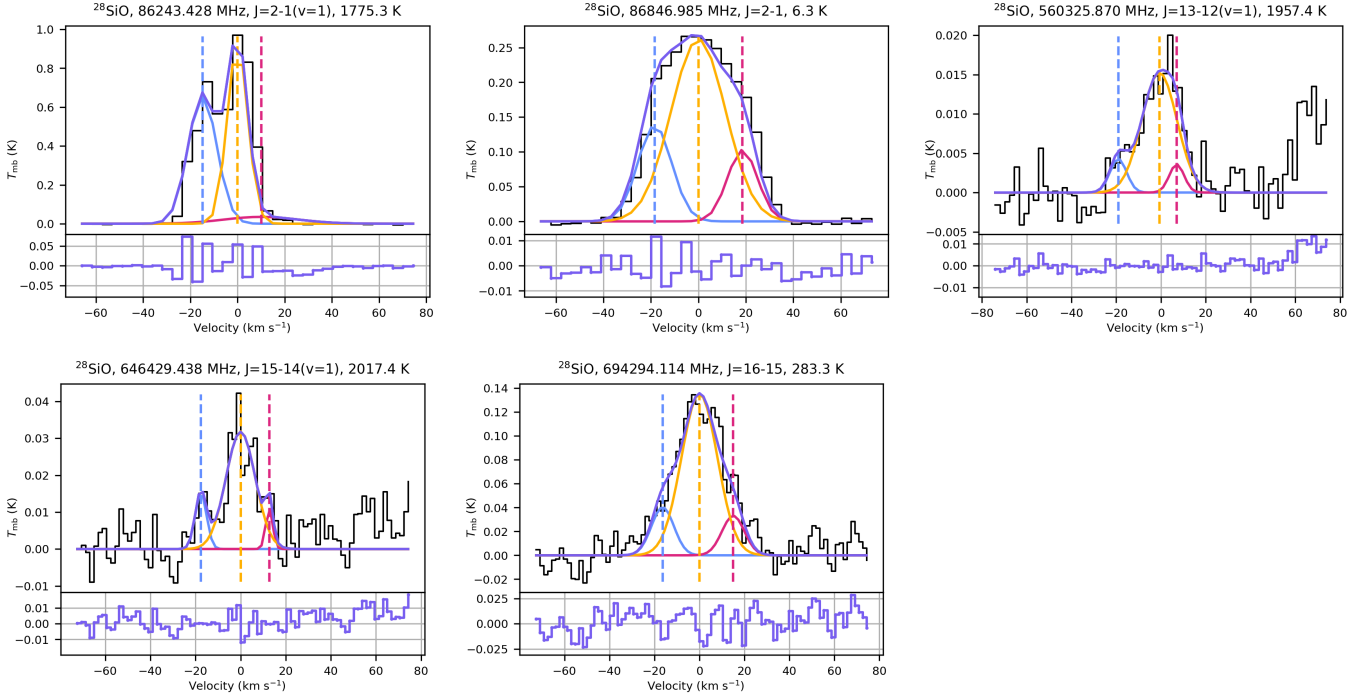 ²⁸SiO, 86243.428 MHz, J=2-1(v=1), 1775.3 K
1.0
0.8
0.6
0.4
0.2
0.0
T_mb (K)
0.05
0.00
−0.05
−60 −40 −20 0 20 40 60 80
Velocity (km s⁻¹)
²⁸SiO, 86846.985 MHz, J=2-1, 6.3 K
0.25
0.20
0.15
0.10
0.05
0.00
T_mb (K)
0.01
0.00
−0.01
−60 −40 −20 0 20 40 60
Velocity (km s⁻¹)
²⁸SiO, 560325.870 MHz, J=13-12(v=1), 1957.4 K
0.020
0.015
0.010
0.005
0.000
−0.005
T_mb (K)
0.01
0.00
−0.01
−80 −60 −40 −20 0 20 40 60 80
Velocity (km s⁻¹)
²⁸SiO, 646429.438 MHz, J=15-14(v=1), 2017.4 K
0.04
0.03
0.02
0.01
0.00
−0.01
T_mb (K)
0.01
0.00
−0.01
−60 −40 −20 0 20 40 60 80
Velocity (km s⁻¹)
²⁸SiO, 694294.114 MHz, J=16-15, 283.3 K
0.14
0.12
0.10
0.08
0.06
0.04
0.02
0.00
−0.02
T_mb (K)
0.025
0.000
−0.025
−60 −40 −20 0 20 40 60 80
Velocity (km s⁻¹)